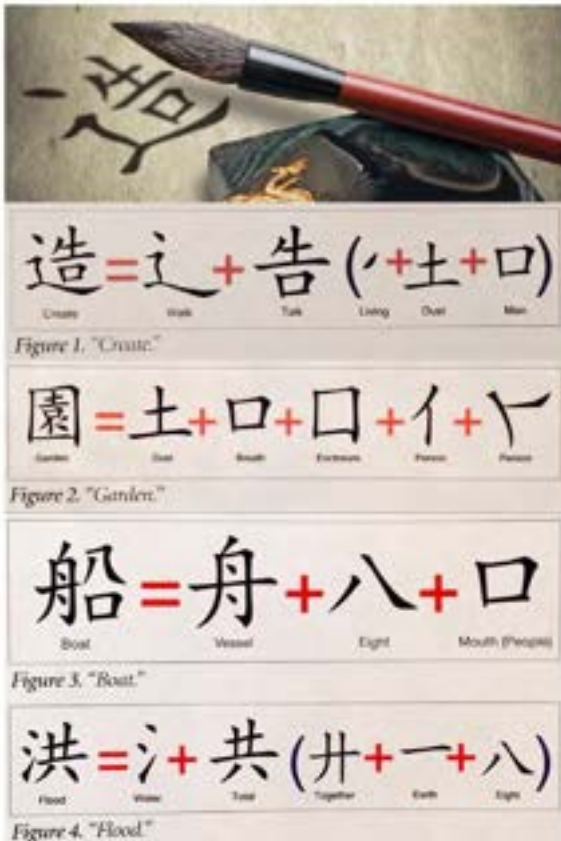 造
造=辶+告(丿+土+口)
Create Walk Talk Living Dust Man
Figure 1. "Create."
園=土+口+囗+亻+𠂉
Garden Dust Breath Enclosure Person Person
Figure 2. "Garden."
船=舟+八+口
Boat Vessel Eight Mouth (People)
Figure 3. "Boat."
洪=氵+共(廾+一+八)
Flood Water Total Together Earth Eight
Figure 4. "Flood."